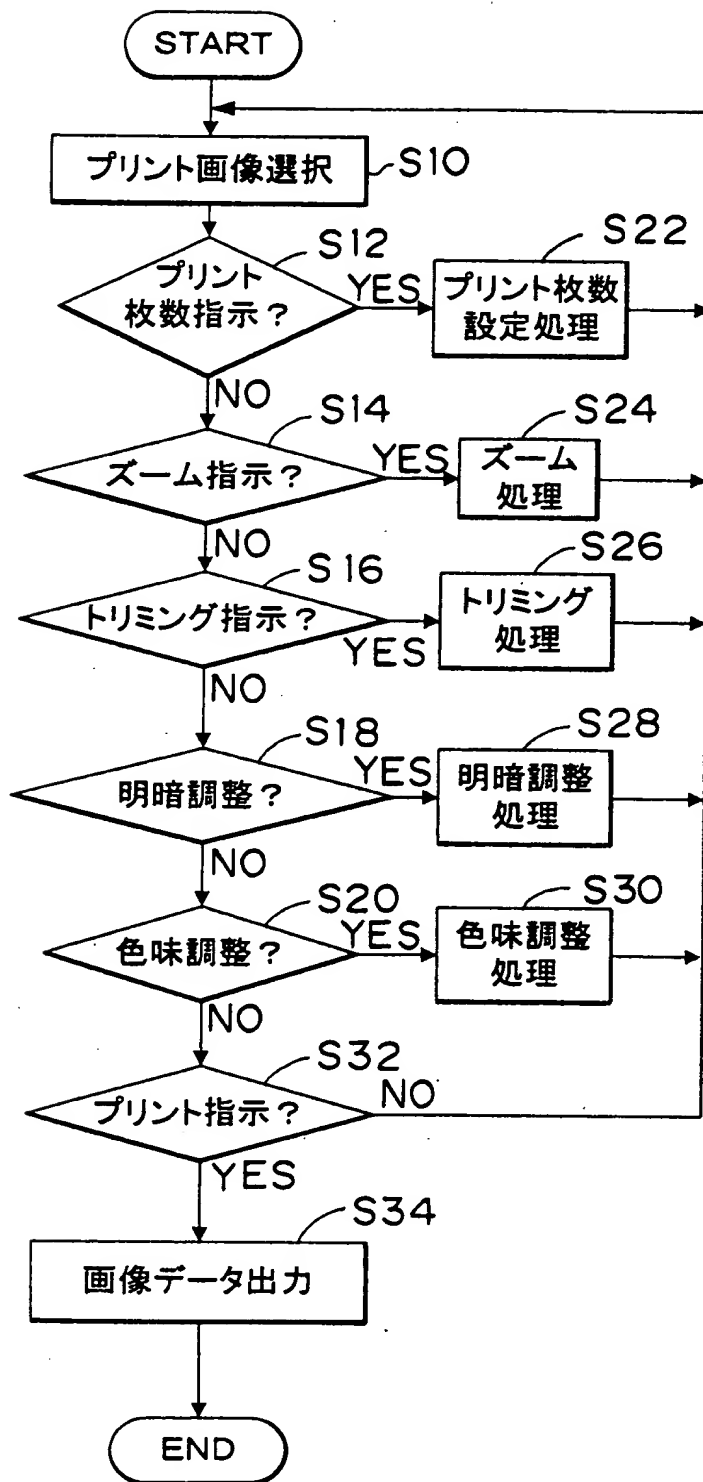 START
プリント画像選択
S10
S12
プリント
枚数指示?
YES
S22
プリント枚数
設定処理
NO
S14
ズーム指示?
YES
S24
ズーム
処理
NO
S16
トリミング指示?
YES
S26
トリミング
処理
NO
S18
明暗調整?
YES
S28
明暗調整
処理
NO
S20
色味調整?
YES
S30
色味調整
処理
NO
S32
プリント指示?
NO
YES
S34
画像データ出力
END